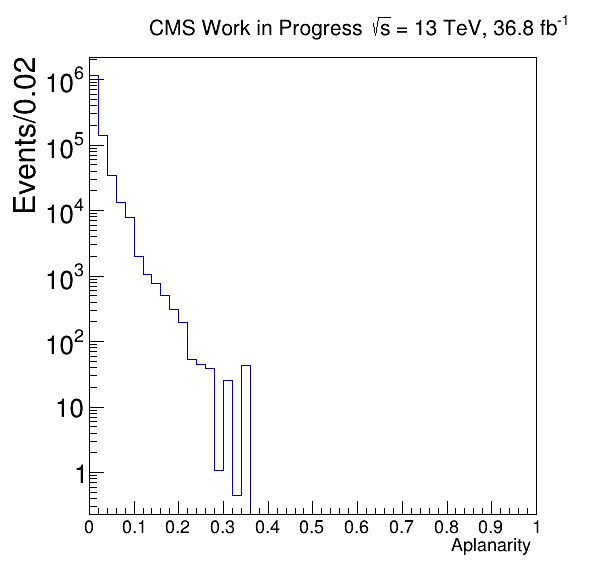 CMS Work in Progress √s = 13 TeV, 36.8 fb⁻¹
Events/0.02
10⁶
10⁵
10⁴
10³
10²
10
1
0 0.1 0.2 0.3 0.4 0.5 0.6 0.7 0.8 0.9 1
Aplanarity